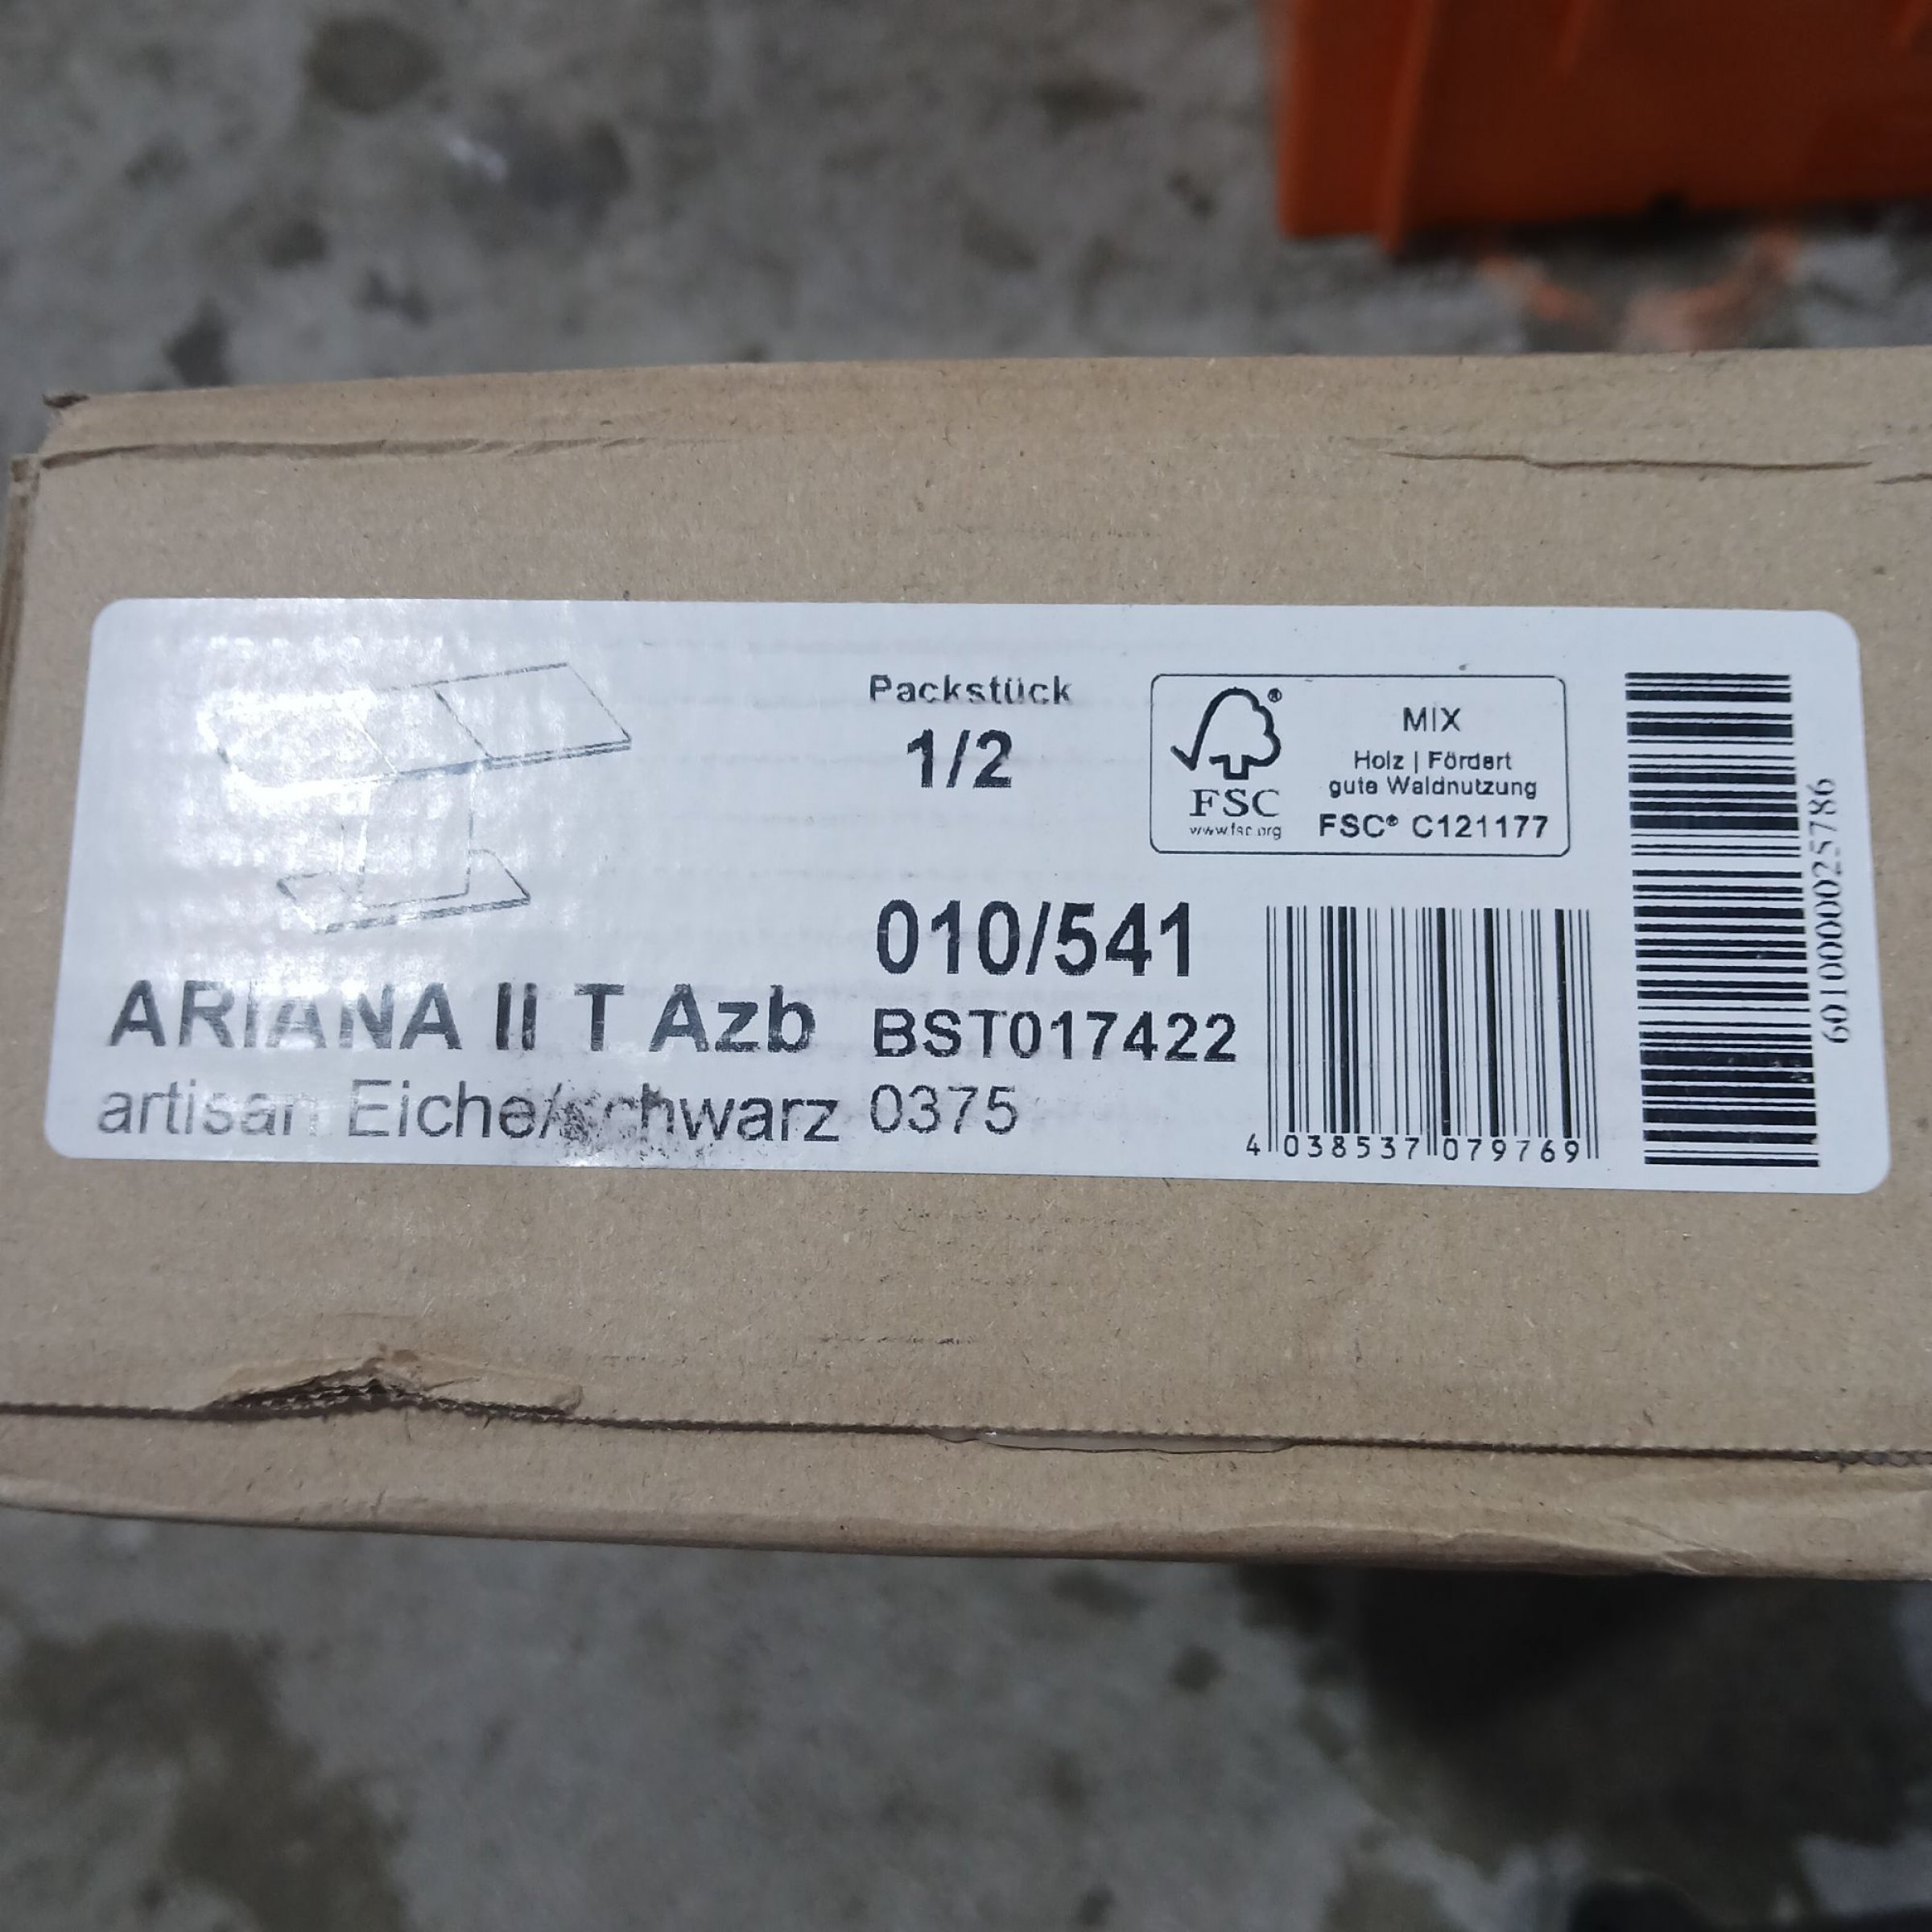 Packstück
1/2
FSC®
www.fsc.org
MIX
Holz | Fördert
gute Waldnutzung
FSC® C121177
010/541
ARIANA II T Azb
BST017422
artisan Eiche/schwarz
0375
4 038537 079769
6010000025786